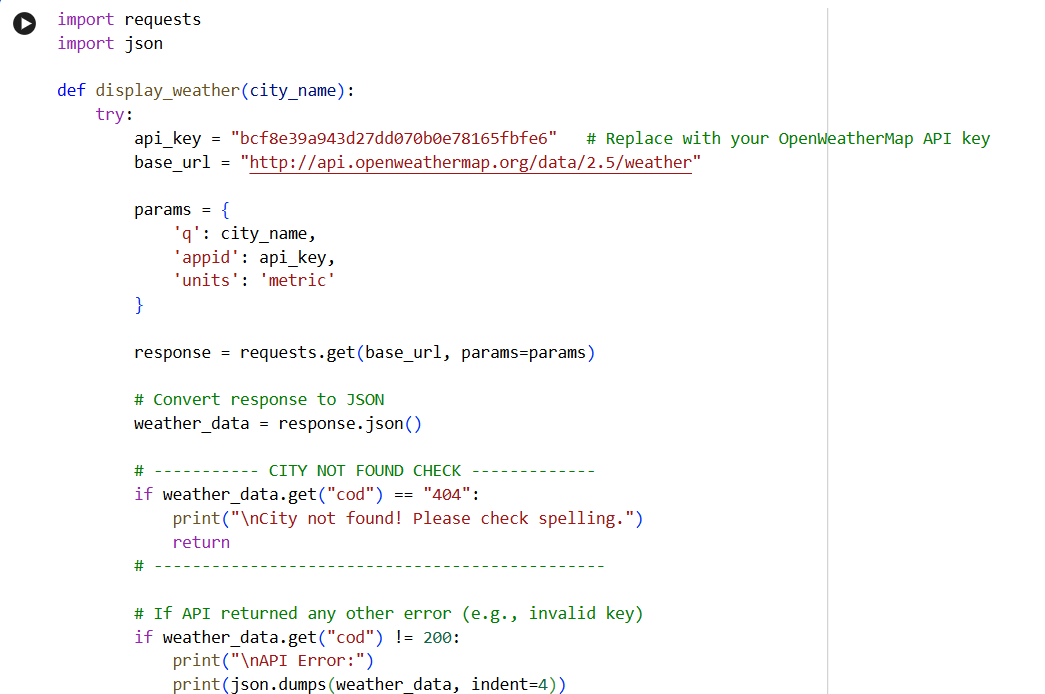 import requests
import json
def display_weather(city_name):
try:
api_key = "bcf8e39a943d27dd070b0e78165fbfe6"   # Replace with your OpenWeatherMap API key
base_url = "http://api.openweathermap.org/data/2.5/weather"
params = {
'q': city_name,
'appid': api_key,
'units': 'metric'
}
response = requests.get(base_url, params=params)
# Convert response to JSON
weather_data = response.json()
# ----------- CITY NOT FOUND CHECK -------------
if weather_data.get("cod") == "404":
print("\nCity not found! Please check spelling.")
return
# -----------------------------------------------
# If API returned any other error (e.g., invalid key)
if weather_data.get("cod") != 200:
print("\nAPI Error:")
print(json.dumps(weather_data, indent=4))